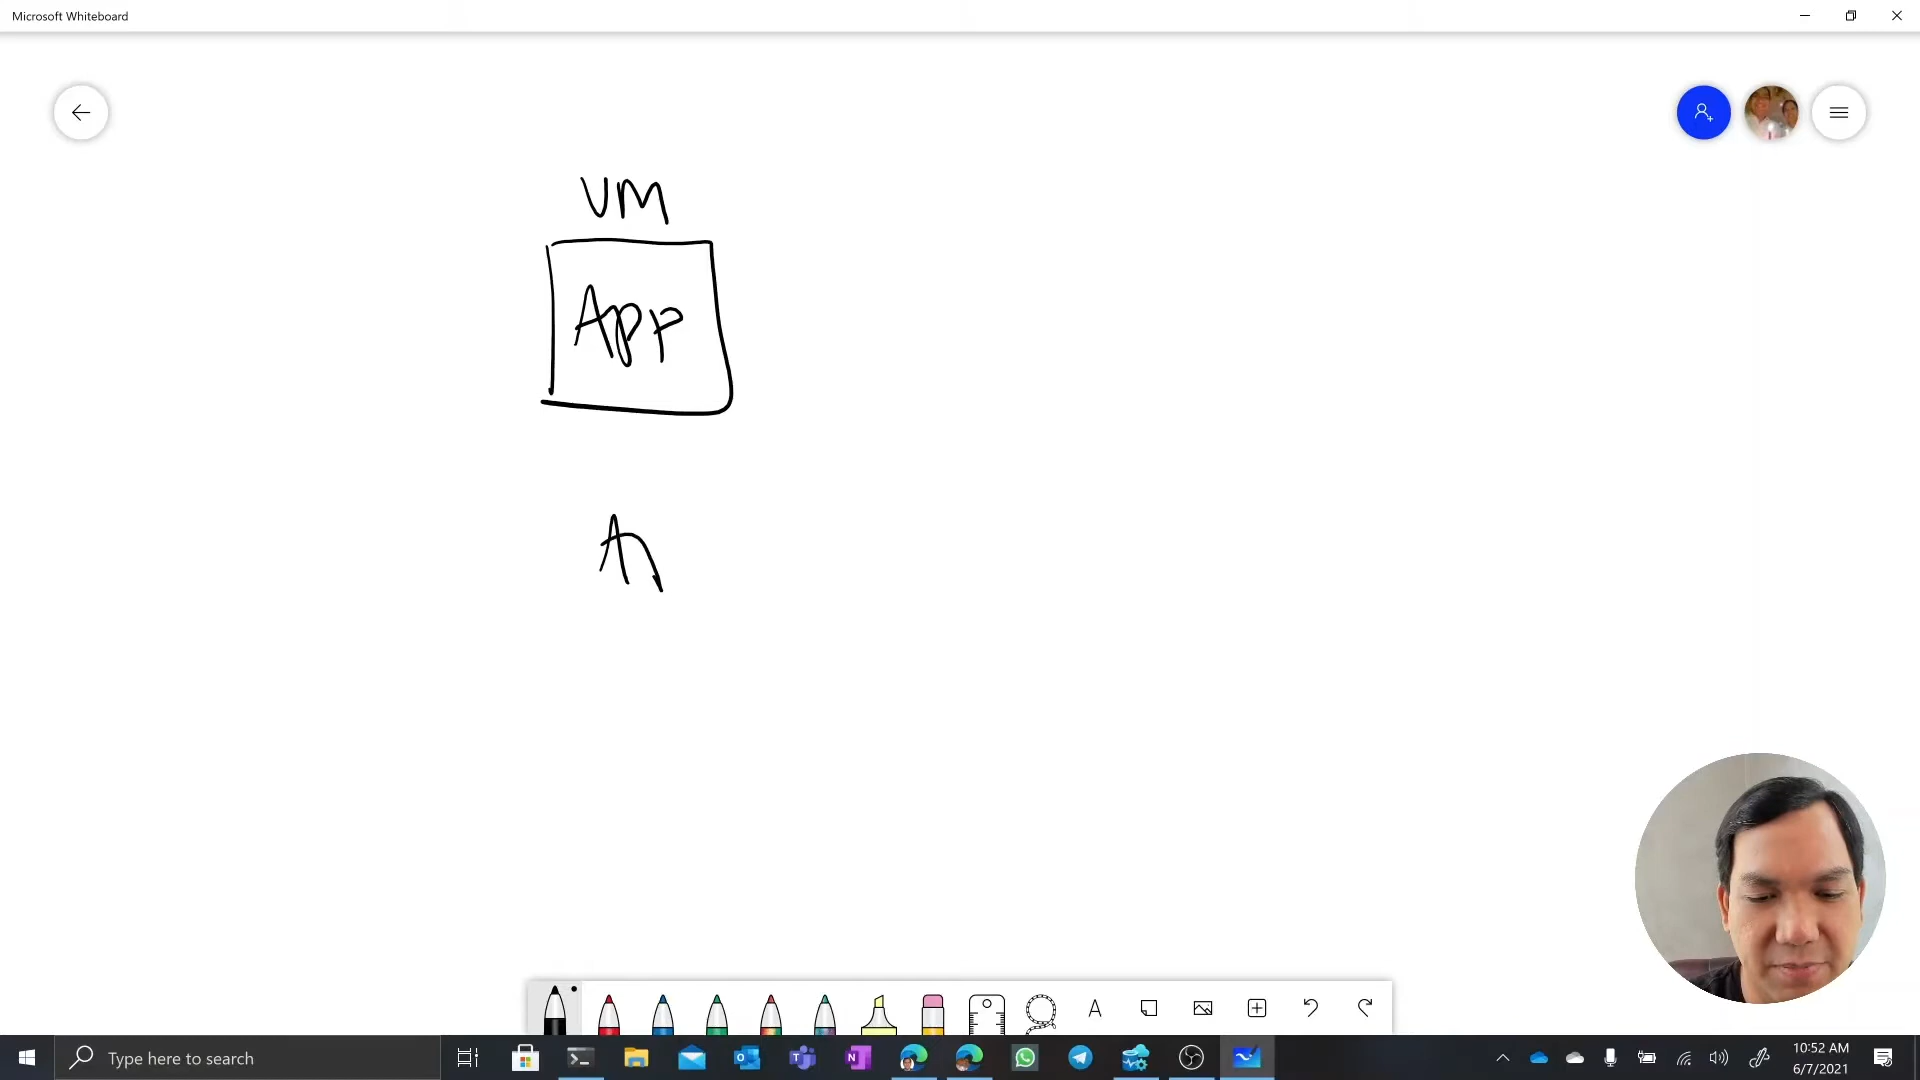 Microsoft Whiteboard
VM
App
A
Type here to search
10:52 AM
6/7/2021